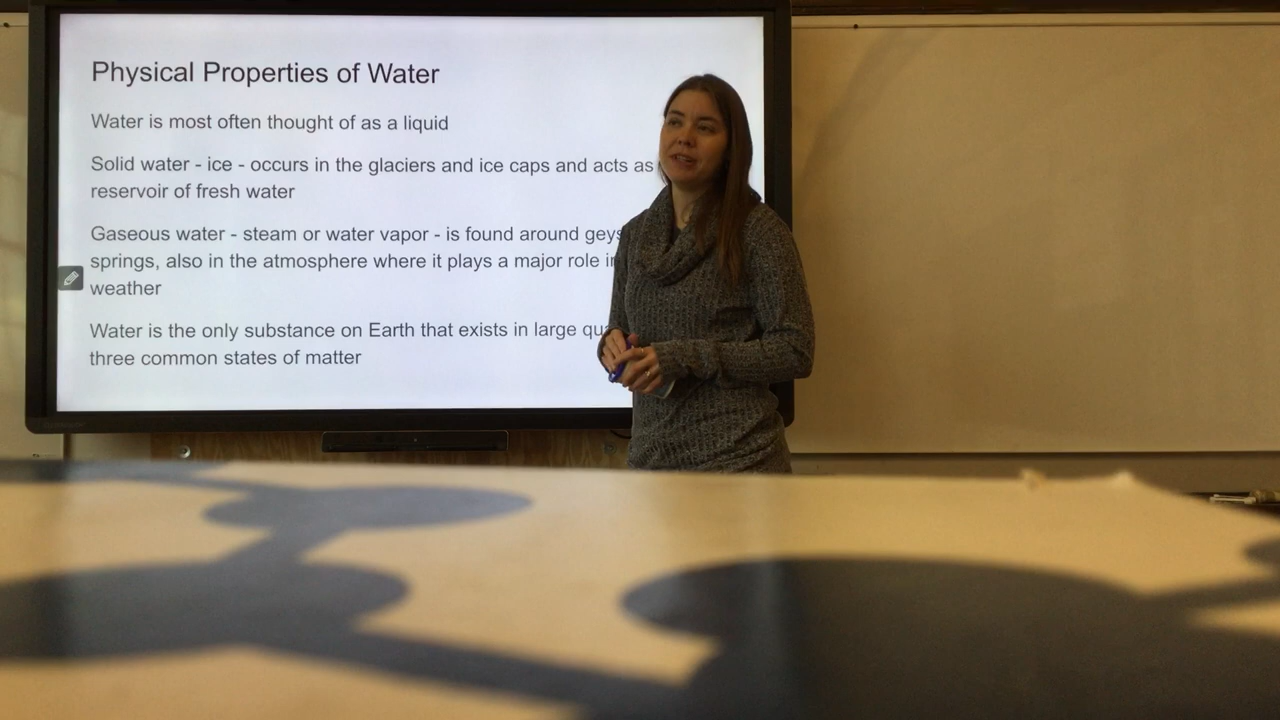 Physical Properties of Water
Water is most often thought of as a liquid
Solid water - ice - occurs in the glaciers and ice caps and acts as
reservoir of fresh water
Gaseous water - steam or water vapor - is found around
springs, also in the atmosphere where it plays a major role
weather
Water is the only substance on Earth that exists in large
three common states of matter